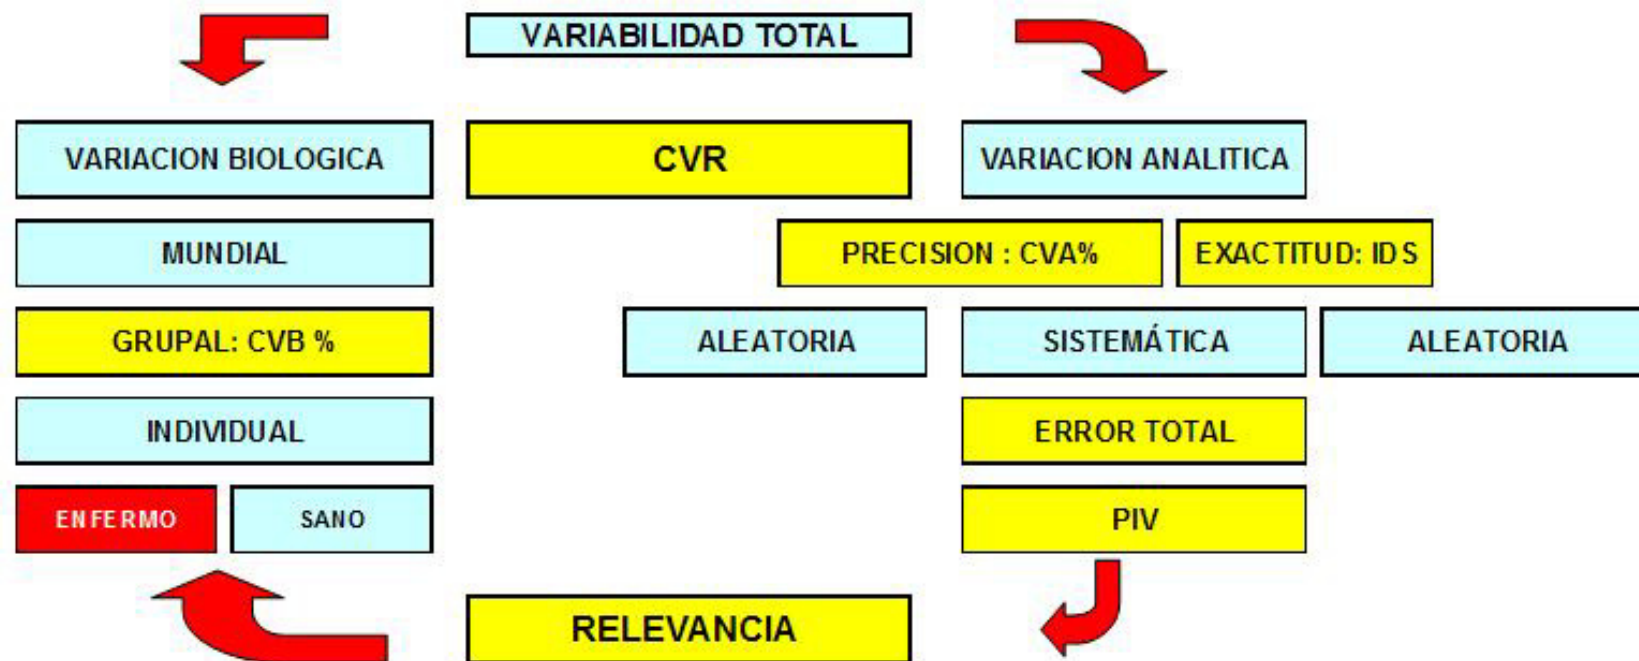 VARIABILIDAD TOTAL
VARIACION BIOLOGICA
CVR
VARIACION ANALITICA
MUNDIAL
PRECISION : CVA%
EXACTITUD: IDS
GRUPAL: CVB %
ALEATORIA
SISTEMÁTICA
ALEATORIA
INDIVIDUAL
ERROR TOTAL
ENFERMO
SANO
PIV
RELEVANCIA